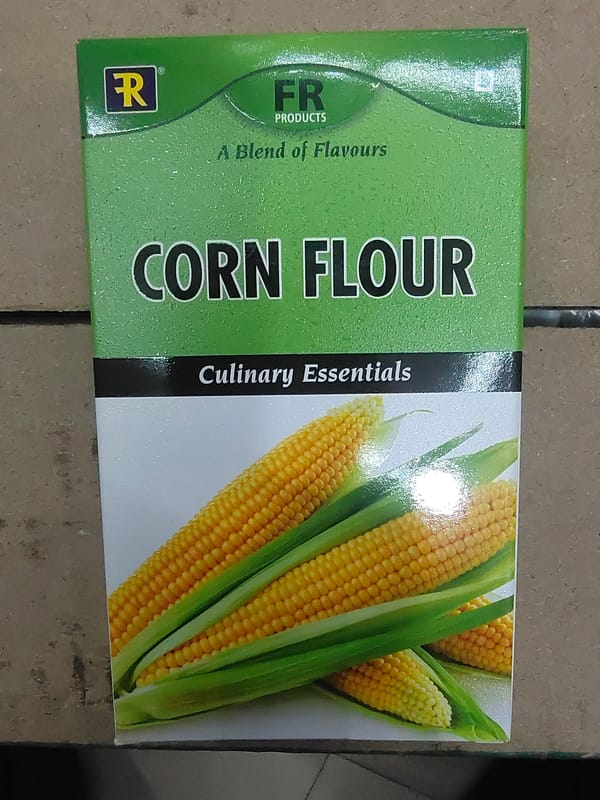 FR®
FR
PRODUCTS
A Blend of Flavours
CORN FLOUR
Culinary Essentials